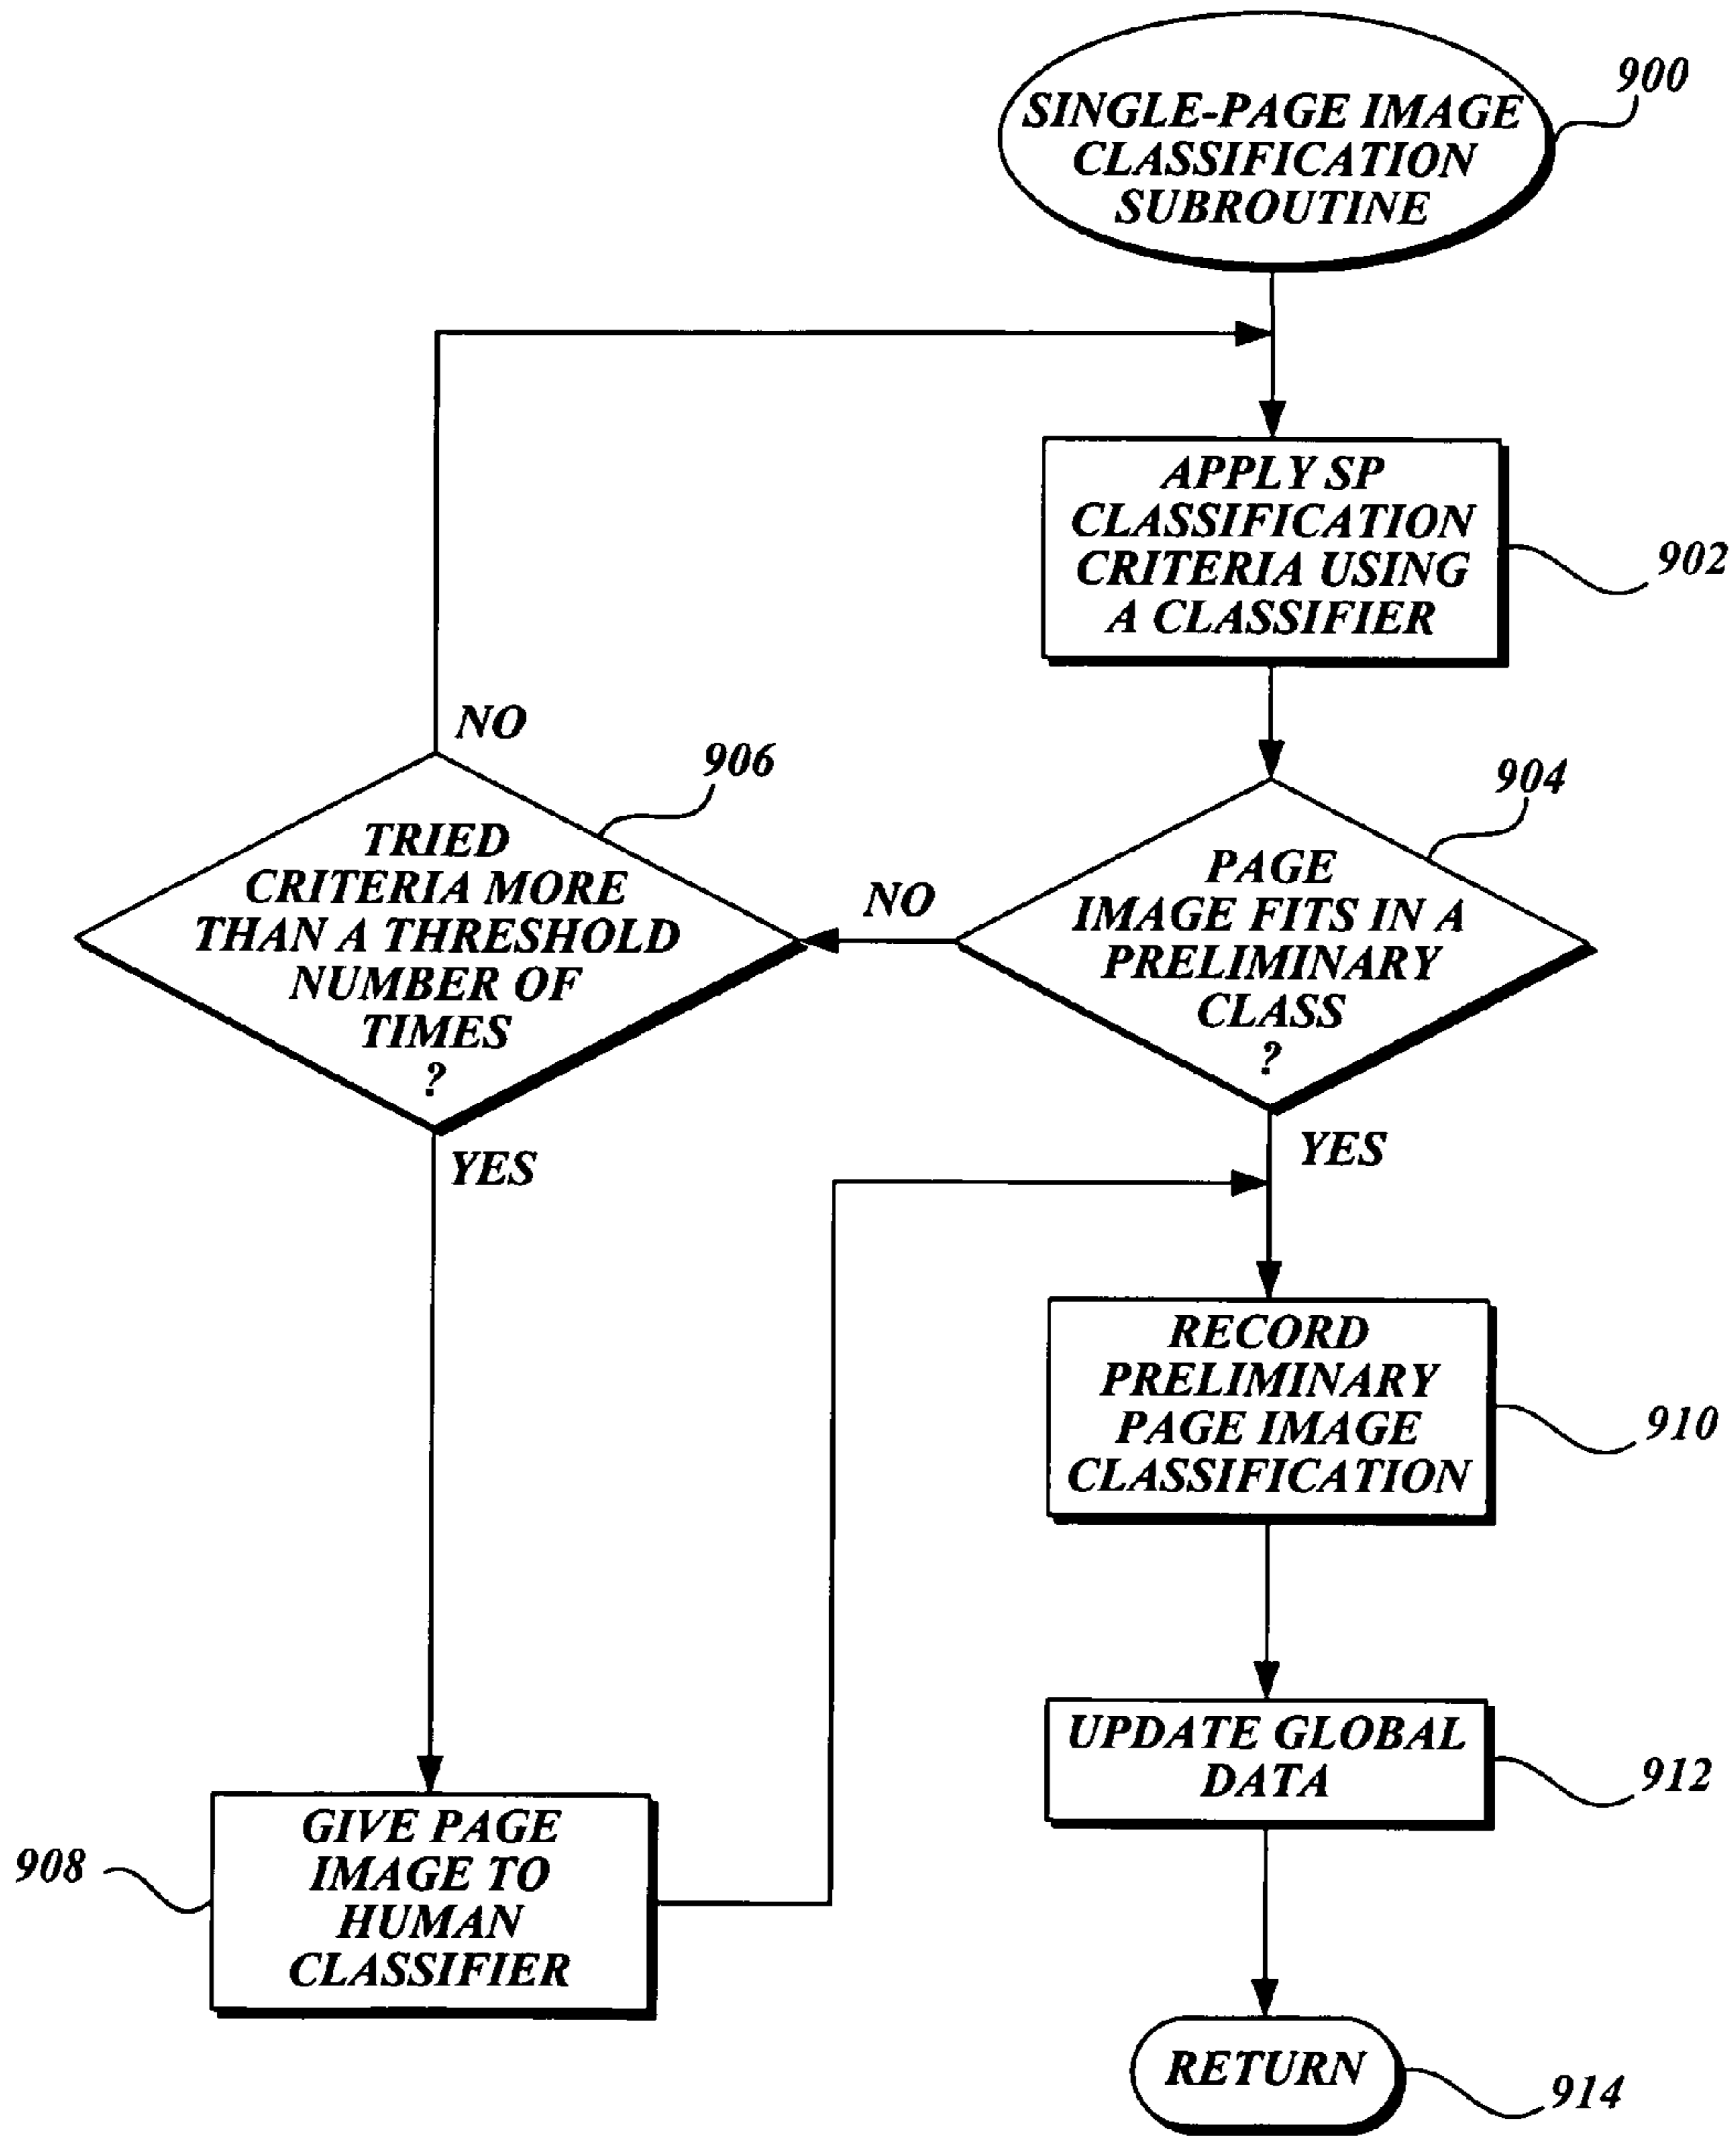 SINGLE-PAGE IMAGE
CLASSIFICATION
SUBROUTINE
900
APPLY SP
CLASSIFICATION
CRITERIA USING
A CLASSIFIER
902
NO
906
TRIED
CRITERIA MORE
THAN A THRESHOLD
NUMBER OF
TIMES
?
YES
NO
904
PAGE
IMAGE FITS IN A
PRELIMINARY
CLASS
?
YES
RECORD
PRELIMINARY
PAGE IMAGE
CLASSIFICATION
910
UPDATE GLOBAL
DATA
912
908
GIVE PAGE
IMAGE TO
HUMAN
CLASSIFIER
RETURN
914